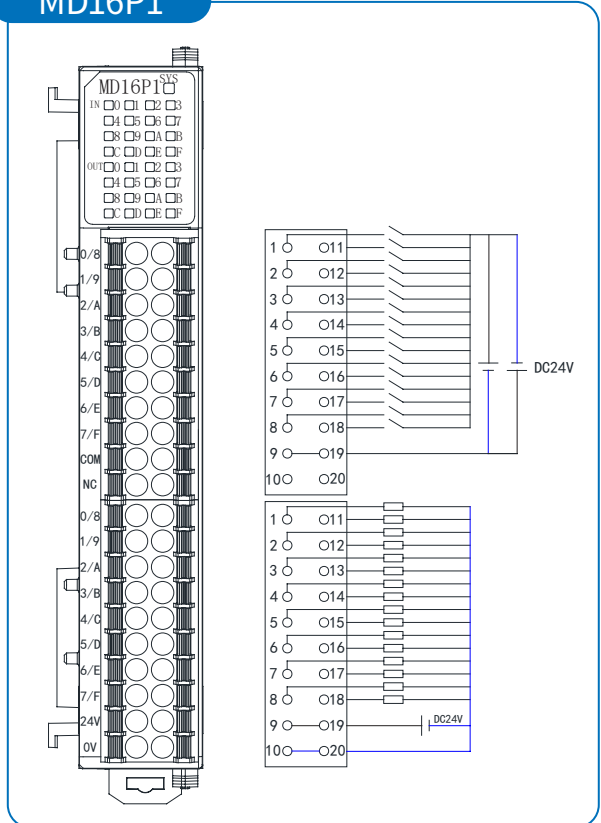 MD16P1
MD16P1 SYS
IN 0 1 2 3
4 5 6 7
8 9 A B
C D E F
OUT 0 1 2 3
4 5 6 7
8 9 A B
C D E F
0/8
1/9
2/A
3/B
4/C
5/D
6/E
7/F
COM
NC
0/8
1/9
2/A
3/B
4/C
5/D
6/E
7/F
24V
0V
1 11
2 12
3 13
4 14
5 15
6 16
7 17
8 18
9 19
10 20
DC24V
1 11
2 12
3 13
4 14
5 15
6 16
7 17
8 18
9 19 DC24V
10 20